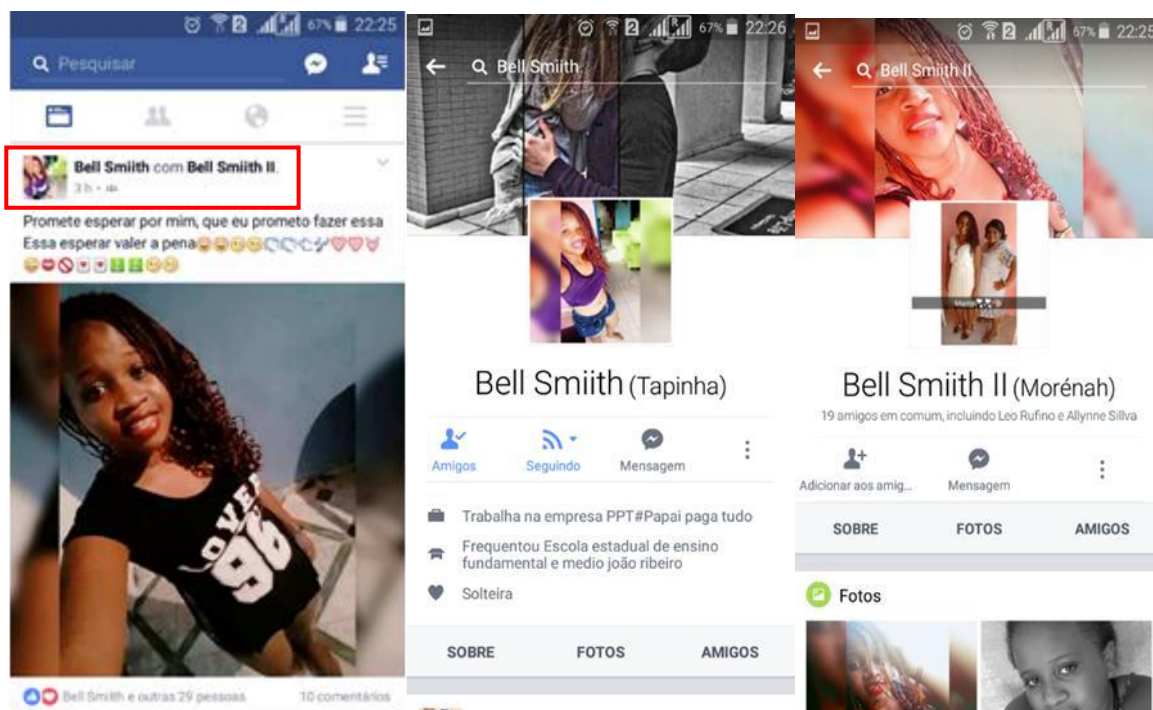 22:25
67%
Pesquisar
Bell Smiith com Bell Smiith II.
3 h
Promete esperar por mim, que eu prometo fazer essa
Essa esperar valer a pena
LOVER
96
Bell Smiith e outras 29 pessoas
10 comentários
67% 22:26
Bell Smiith
Bell Smiith (Tapinha)
Amigos
Seguindo
Mensagem
Trabalha na empresa PPT#Papai paga tudo
Frequentou Escola estadual de ensino
fundamental e medio joão ribeiro
Solteira
SOBRE
FOTOS
AMIGOS
67% 22:25
Bell Smiith II
Bell Smiith II (Morénah)
19 amigos em comum, incluindo Leo Rufino e Allynne Sillva
Adicionar aos amig...
Mensagem
SOBRE
FOTOS
AMIGOS
Fotos